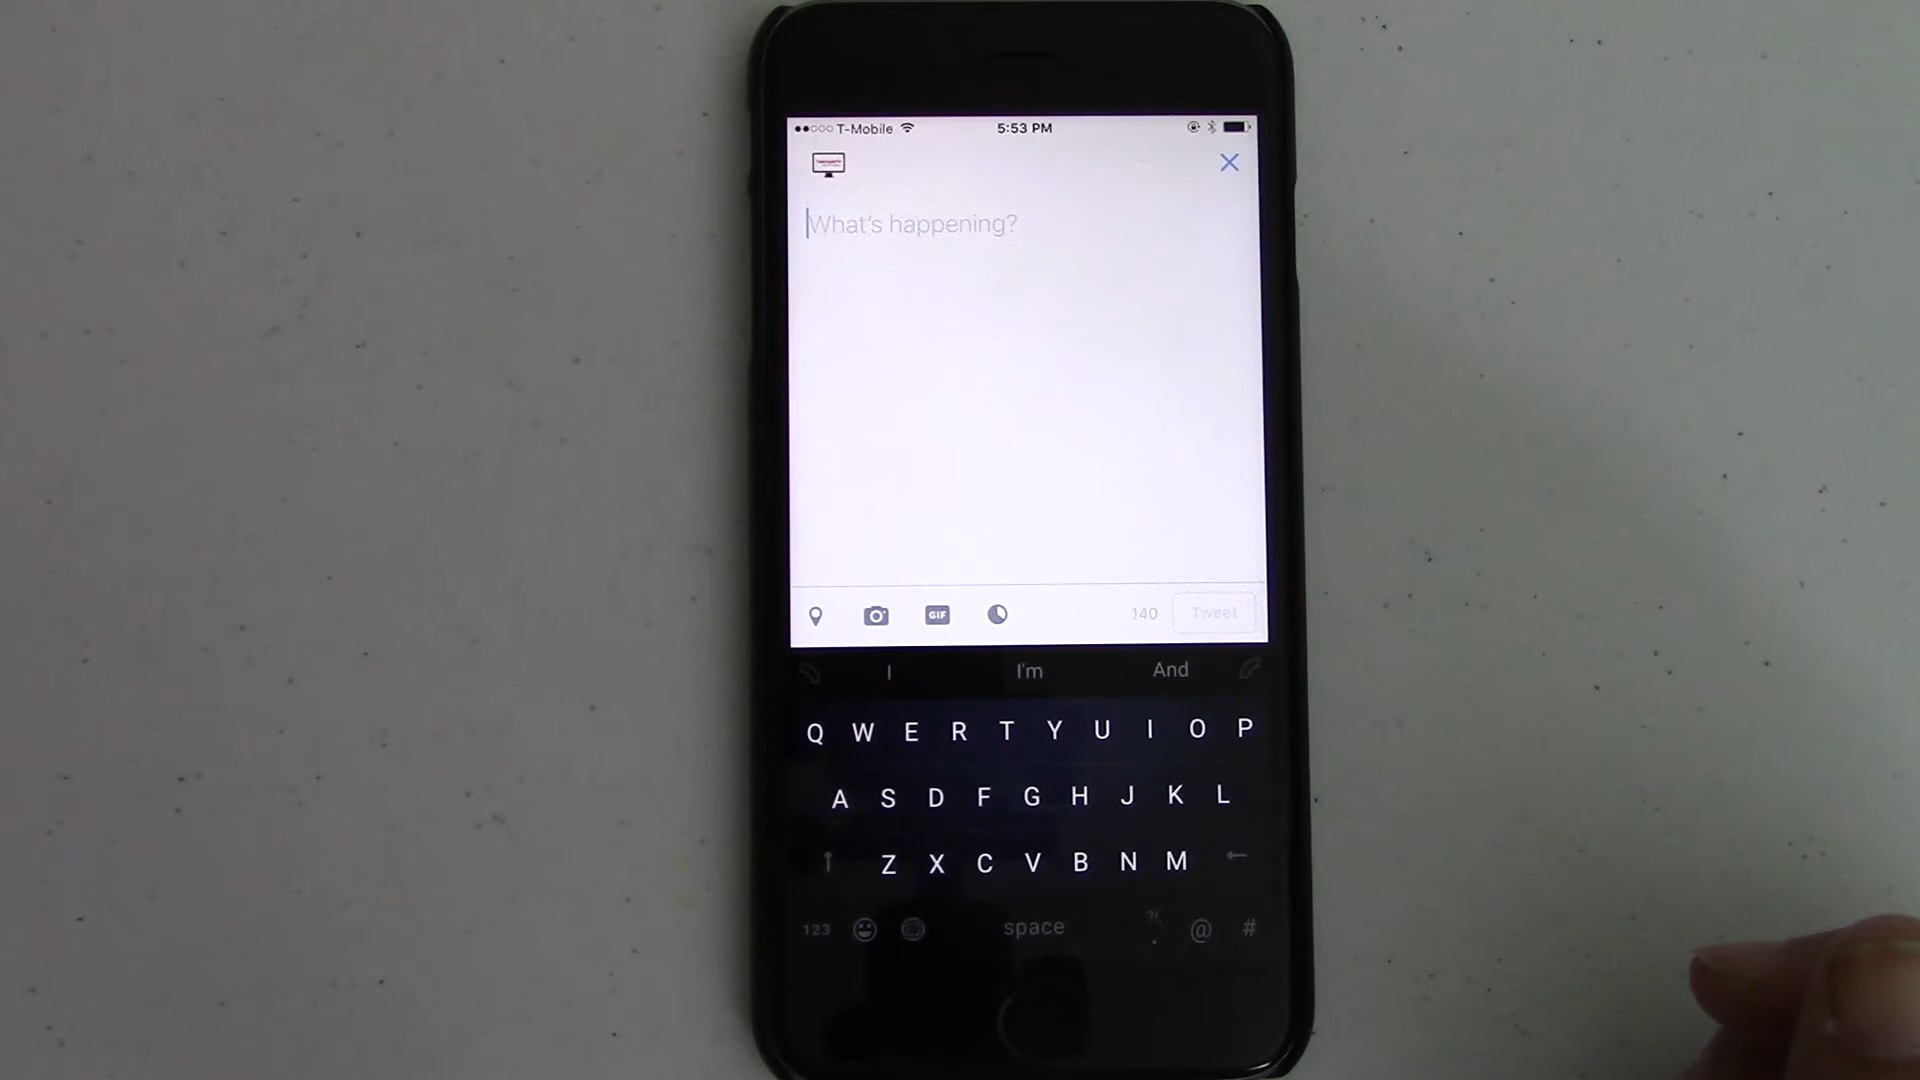 T-Mobile 5:53 PM
What's happening?
GIF 140 Tweet
I I'm And
Q W E R T Y U I O P
A S D F G H J K L
Z X C V B N M
123 space ?!, . @ #